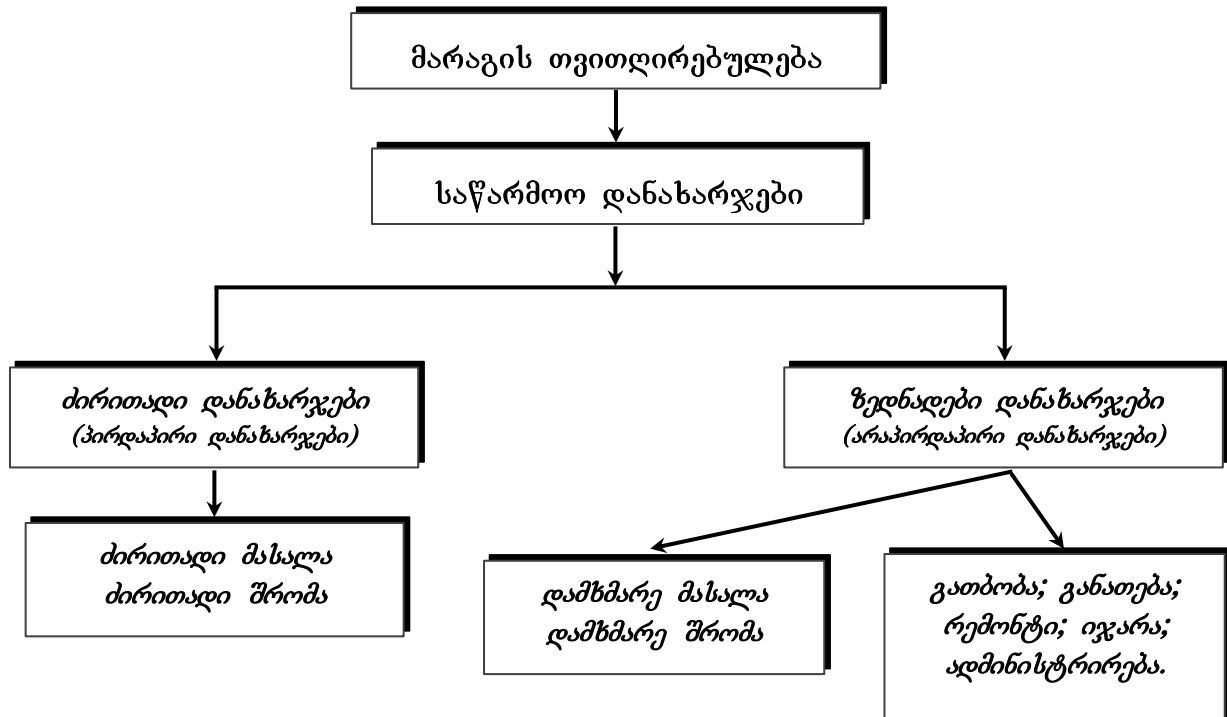 მარაგის თვითღირებულება
საწარმოო დანახარჯები
ძირითადი დანახარჯები
(პირდაპირი დანახარჯები)
ზედნადები დანახარჯები
(არაპირდაპირი დანახარჯები)
ძირითადი მასალა
ძირითადი შრომა
დამხმარე მასალა
დამხმარე შრომა
გათბობა; განათება;
რემონტი; იჯარა;
ადმინისტრირება.